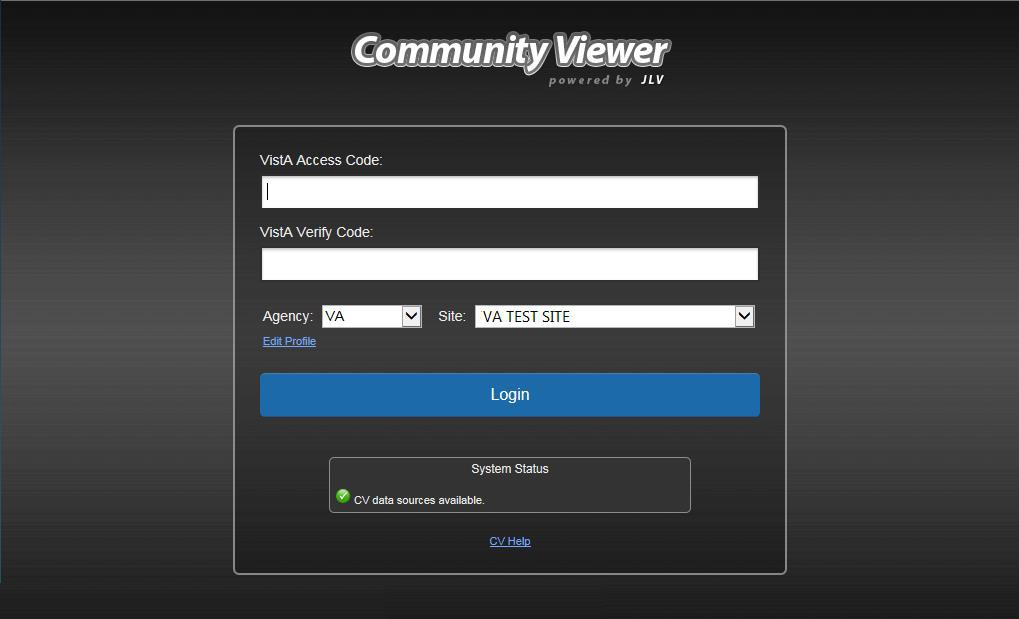 Community Viewer
powered by JLV
VistA Access Code:
VistA Verify Code:
Agency: VA Site: VA TEST SITE
Edit Profile
Login
System Status
CV data sources available.
CV Help